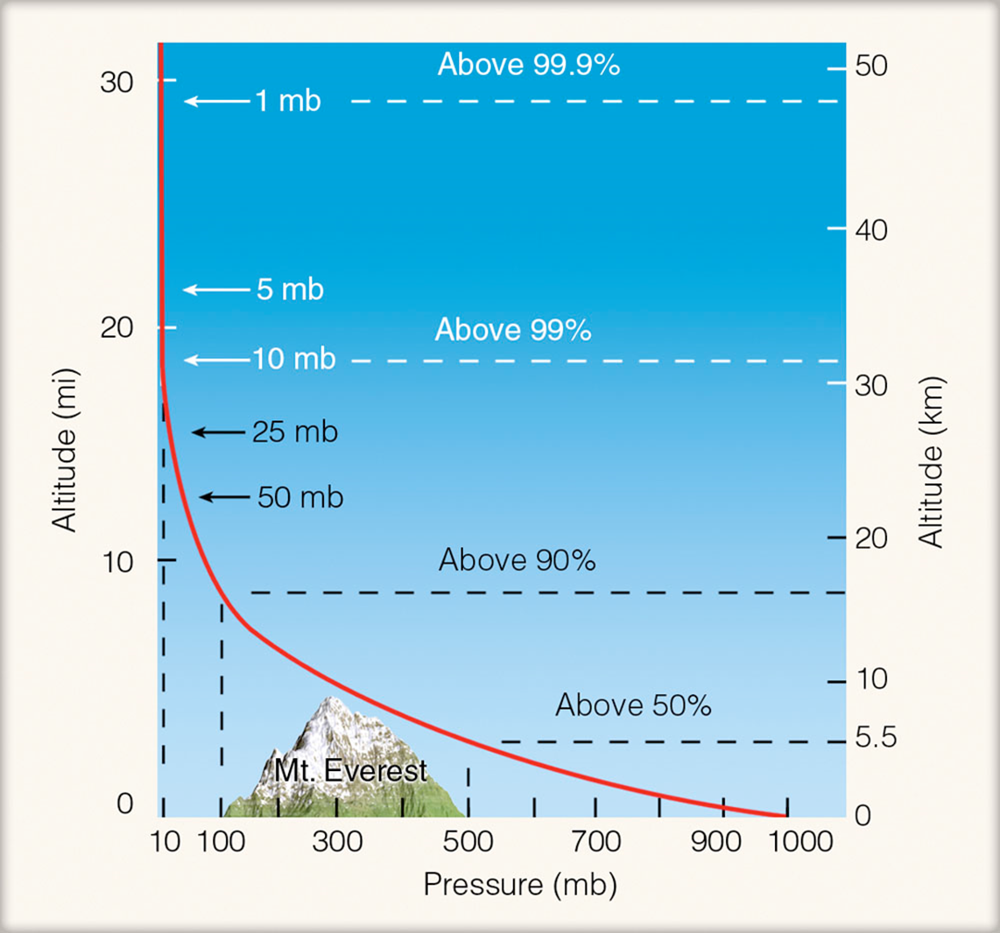 Above 99.9%
30
50
1 mb
40
5 mb
20
Above 99%
10 mb
30
25 mb
50 mb
Altitude (mi)
Altitude (km)
20
10
Above 90%
10
Above 50%
5.5
Mt. Everest
0
0
10 100 300 500 700 900 1000
Pressure (mb)